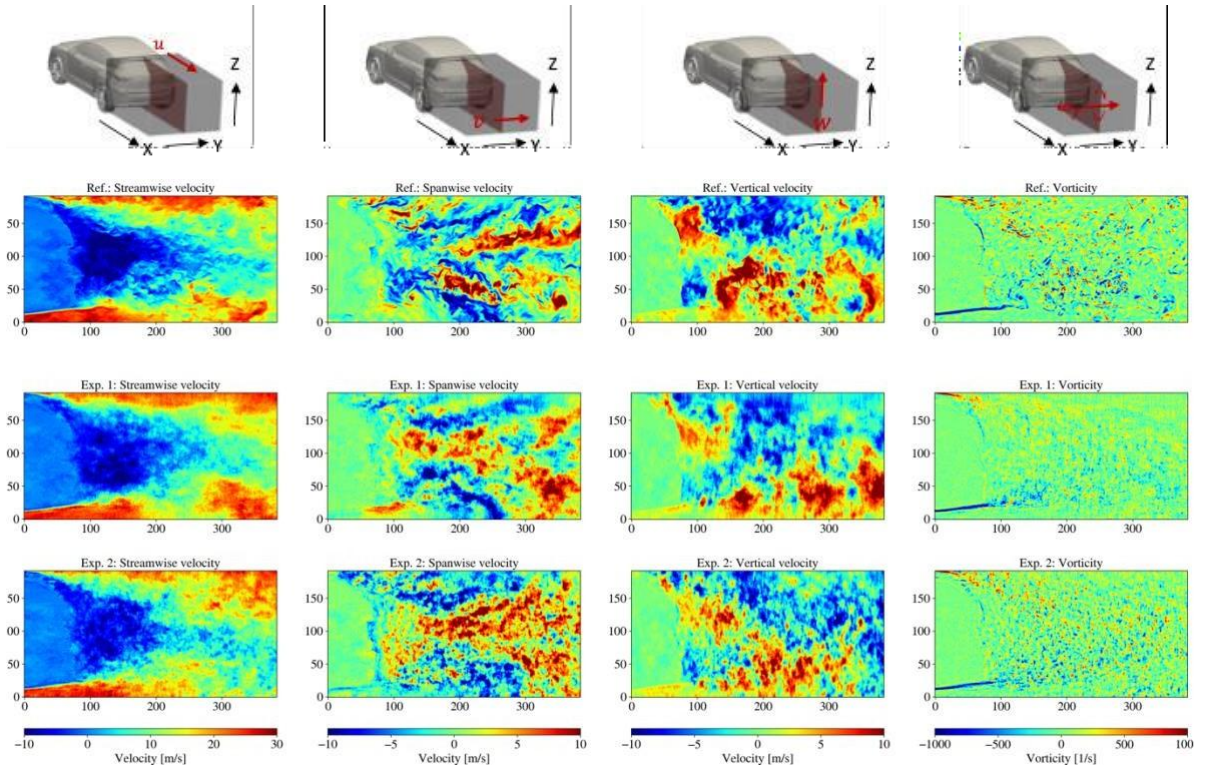 u
Z
X
Y
v
Z
X
Y
W
Z
X
Y
Z
X
Y
Ref.: Streamwise velocity
Ref.: Spanwise velocity
Ref.: Vertical velocity
Ref.: Vorticity
50
00
50
0
0
100
200
300
150
100
50
0
0
100
200
300
150
100
50
0
0
100
200
300
150
100
50
0
0
100
200
300
Exp. 1: Streamwise velocity
Exp. 1: Spanwise velocity
Exp. 1: Vertical velocity
Exp. 1: Vorticity
50
00
50
0
0
100
200
300
150
100
50
0
0
100
200
300
150
100
50
0
0
100
200
300
150
100
50
0
0
100
200
300
Exp. 2: Streamwise velocity
Exp. 2: Spanwise velocity
Exp. 2: Vertical velocity
Exp. 2: Vorticity
50
00
50
0
0
100
200
300
150
100
50
0
0
100
200
300
150
100
50
0
0
100
200
300
150
100
50
0
0
100
200
300
−10 0 10 20 30
Velocity [m/s]
−10 −5 0 5 10
Velocity [m/s]
−10 −5 0 5 10
Velocity [m/s]
−1000 −500 0 500 100
Vorticity [1/s]